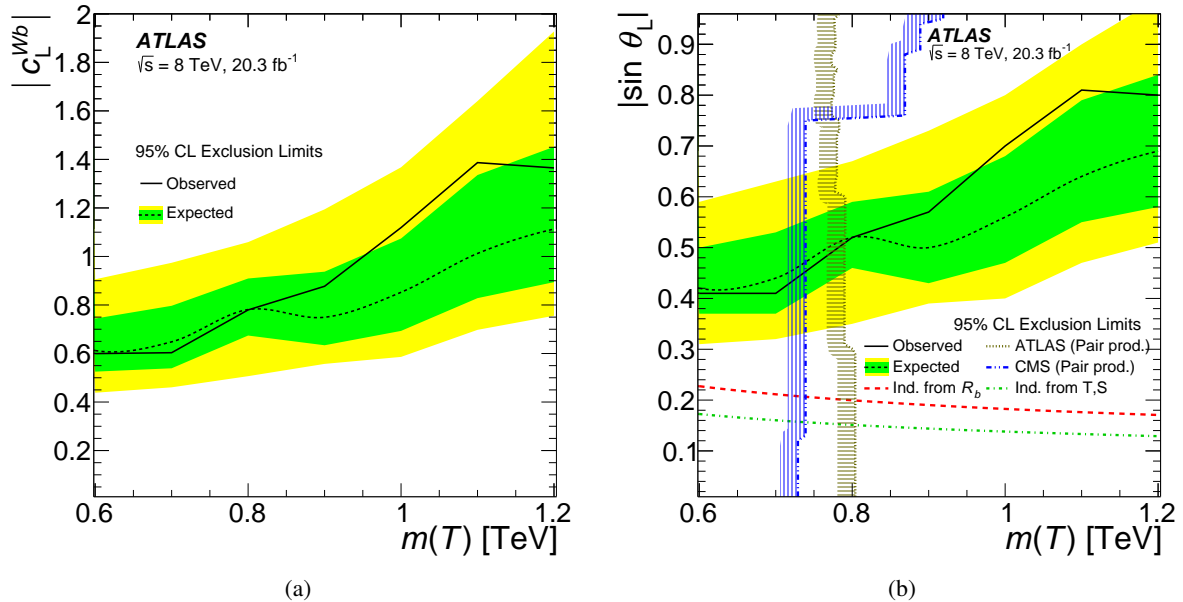 2
1.8
1.6
1.4
1.2
1
0.8
0.6
0.4
0.2
0.6 0.8 1 1.2
| c_L^{Wb} |
m(T) [TeV]
ATLAS
√s = 8 TeV, 20.3 fb⁻¹
95% CL Exclusion Limits
Observed
Expected
(a)
0.9
0.8
0.7
0.6
0.5
0.4
0.3
0.2
0.1
0.6 0.8 1 1.2
|sin θ_L|
m(T) [TeV]
ATLAS
√s = 8 TeV, 20.3 fb⁻¹
95% CL Exclusion Limits
Observed ATLAS (Pair prod.)
Expected CMS (Pair prod.)
Ind. from R_b Ind. from T,S
(b)